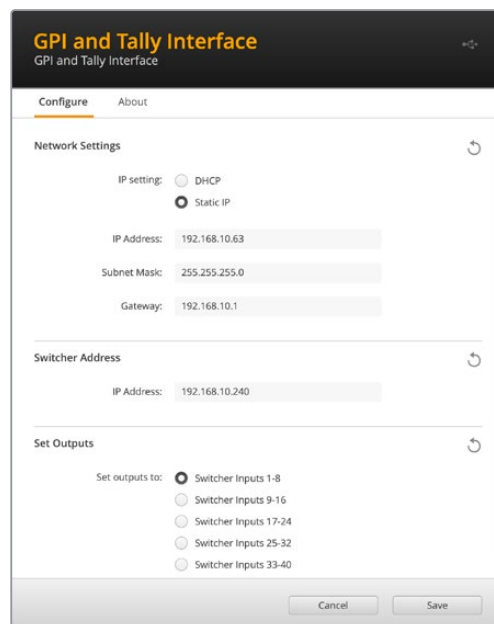 GPI and Tally Interface
GPI and Tally Interface
Configure About
Network Settings
IP setting: DHCP
Static IP
IP Address: 192.168.10.63
Subnet Mask: 255.255.255.0
Gateway: 192.168.10.1
Switcher Address
IP Address: 192.168.10.240
Set Outputs
Set outputs to: Switcher Inputs 1-8
Switcher Inputs 9-16
Switcher Inputs 17-24
Switcher Inputs 25-32
Switcher Inputs 33-40
Cancel Save